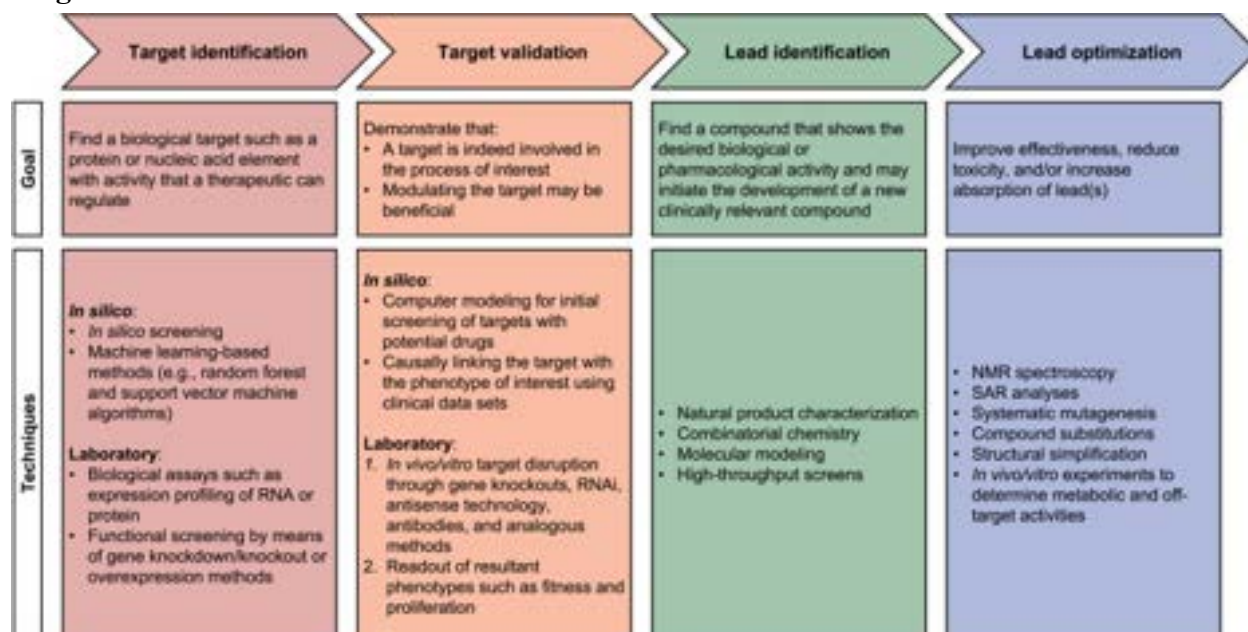 Target identification
Target validation
Lead identification
Lead optimization
Goal
Find a biological target such as a
protein or nucleic acid element
with activity that a therapeutic can
regulate
Demonstrate that:
• A target is indeed involved in
the process of interest
• Modulating the target may be
beneficial
Find a compound that shows the
desired biological or
pharmacological activity and may
initiate the development of a new
clinically relevant compound
Improve effectiveness, reduce
toxicity, and/or increase
absorption of lead(s)
Techniques
In silico:
• In silico screening
• Machine learning-based
methods (e.g., random forest
and support vector machine
algorithms)
Laboratory:
• Biological assays such as
expression profiling of RNA or
protein
• Functional screening by means
of gene knockdown/knockout or
overexpression methods
In silico:
• Computer modeling for initial
screening of targets with
potential drugs
• Causally linking the target with
the phenotype of interest using
clinical data sets
Laboratory:
1. In vivo/vitro target disruption
through gene knockouts, RNAi,
antisense technology,
antibodies, and analogous
methods
2. Readout of resultant
phenotypes such as fitness and
proliferation
• Natural product characterization
• Combinatorial chemistry
• Molecular modeling
• High-throughput screens
• NMR spectroscopy
• SAR analyses
• Systematic mutagenesis
• Compound substitutions
• Structural simplification
• In vivo/vitro experiments to
determine metabolic and off-
target activities